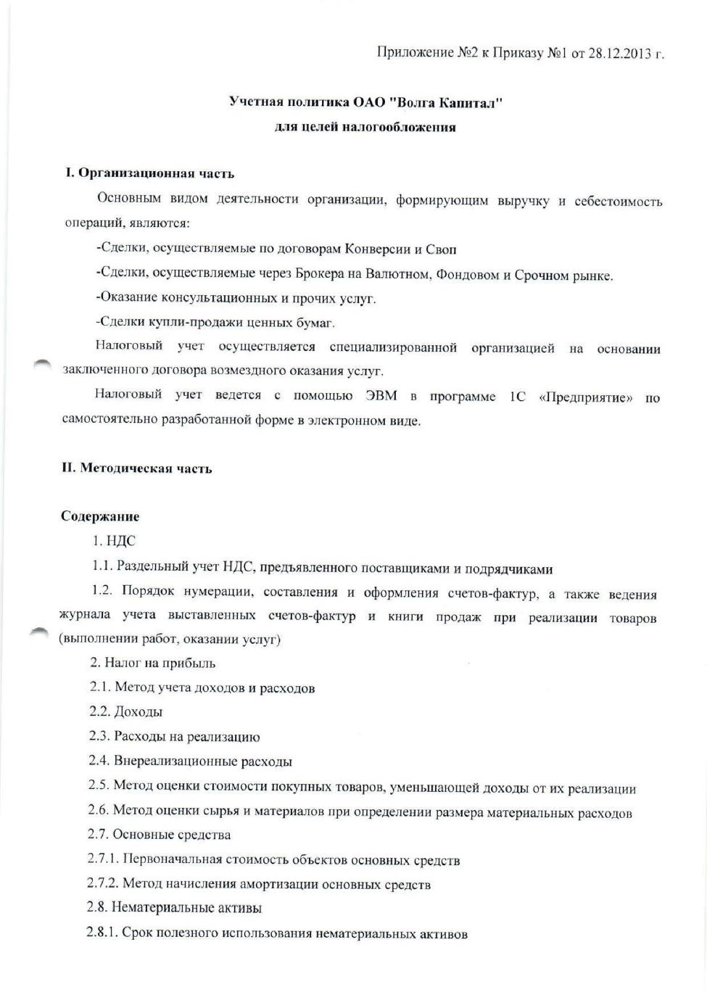 Приложение №2 к Приказу №1 от 28.12.2013 г.
Учетная политика ОАО "Волга Капитал"
для целей налогообложения
I. Организационная часть
Основным видом деятельности организации, формирующим выручку и себестоимость
операций, являются:
-Сделки, осуществляемые по договорам Конверсии и Своп
-Сделки, осуществляемые через Брокера на Валютном, Фондовом и Срочном рынке.
-Оказание консультационных и прочих услуг.
-Сделки купли-продажи ценных бумаг.
Налоговый учет осуществляется специализированной организацией на основании
заключенного договора возмездного оказания услуг.
Налоговый учет ведется с помощью ЭВМ в программе 1С «Предприятие» по
самостоятельно разработанной форме в электронном виде.
II. Методическая часть
Содержание
1. НДС
1.1. Раздельный учет НДС, предъявленного поставщиками и подрядчиками
1.2. Порядок нумерации, составления и оформления счетов-фактур, а также ведения
журнала учета выставленных счетов-фактур и книги продаж при реализации товаров
(выполнении работ, оказании услуг)
2. Налог на прибыль
2.1. Метод учета доходов и расходов
2.2. Доходы
2.3. Расходы на реализацию
2.4. Внереализационные расходы
2.5. Метод оценки стоимости покупных товаров, уменьшающей доходы от их реализации
2.6. Метод оценки сырья и материалов при определении размера материальных расходов
2.7. Основные средства
2.7.1. Первоначальная стоимость объектов основных средств
2.7.2. Метод начисления амортизации основных средств
2.8. Нематериальные активы
2.8.1. Срок полезного использования нематериальных активов